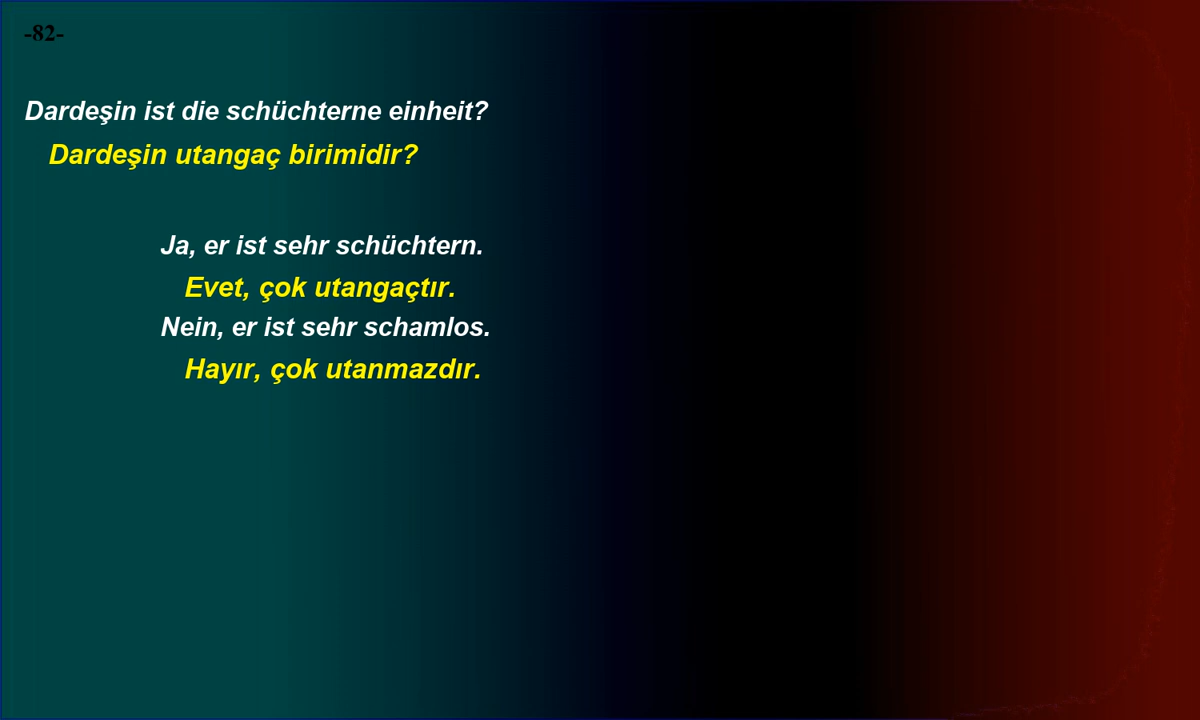 -82-
Dardeşin ist die schüchterne einheit?
Dardeşin utangaç birimidir?
Ja, er ist sehr schüchtern.
Evet, çok utangaçtır.
Nein, er ist sehr schamlos.
Hayır, çok utanmazdır.